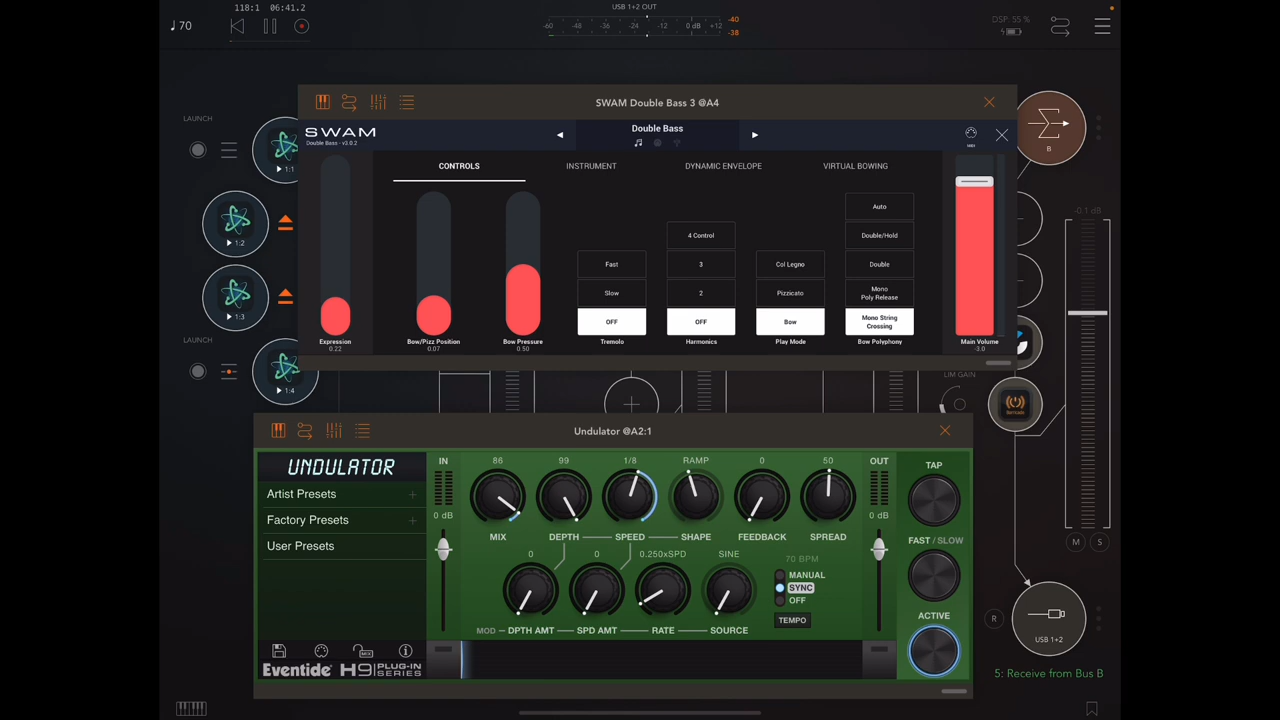 118:1 06:41.2
USB 1+2 OUT
70
-60 -48 -36 -24 -12 0 dB +12
-40
-38
DSP: 55 %
SWAM Double Bass 3 @A4
LAUNCH
SWAM
Double Bass - v3.0.2
Double Bass
MIDI
B
1:1
CONTROLS INSTRUMENT DYNAMIC ENVELOPE VIRTUAL BOWING
1:2
Auto
4 Control Double/Hold
Fast 3 Col Legno Double
Slow 2 Pizzicato Mono
Poly Release
OFF OFF Bow Mono String
Crossing
-0.1 dB
1:3
Expression Bow/Pizz Position Bow Pressure Tremolo Harmonics Play Mode Bow Polyphony Main Volume
0.22 0.07 0.50 -3.0
LAUNCH
1:4
LIM GAIN
Undulator @A2:1
UNDULATOR
Artist Presets +
Factory Presets +
User Presets
IN 86 99 1/8 RAMP 0 50 OUT
TAP
0 dB 0 dB
MIX DEPTH SPEED SHAPE FEEDBACK SPREAD
FAST / SLOW
M S
0 0 0.250xSPD SINE
70 BPM
MANUAL
SYNC
OFF
TEMPO
ACTIVE
MOD DPTH AMT SPD AMT RATE SOURCE
MIX
Eventide H9 PLUG-IN
SERIES
R
USB 1+2
5: Receive from Bus B